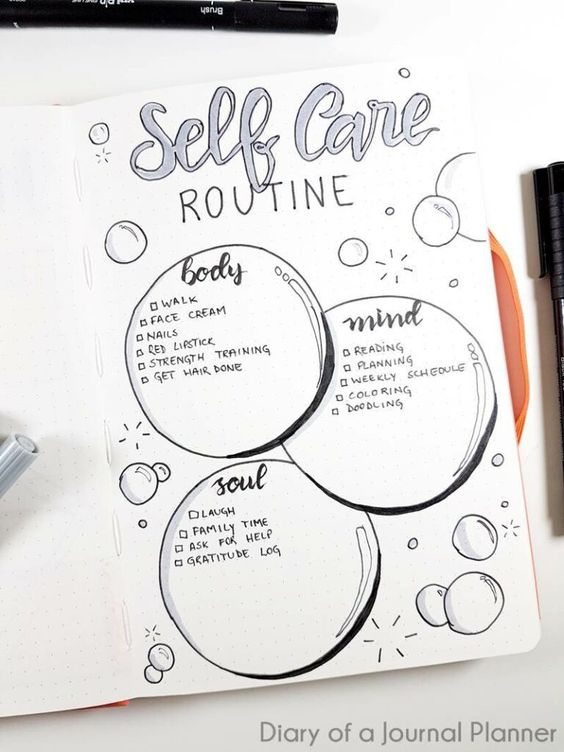 Brush
Self Care
ROUTINE
body
WALK
FACE CREAM
NAILS
RED LIPSTICK
STRENGTH TRAINING
GET HAIR DONE
mind
READING
PLANNING
WEEKLY SCHEDULE
COLORING
DOODLING
soul
LAUGH
FAMILY TIME
ASK FOR HELP
GRATITUDE LOG
Diary of a Journal Planner